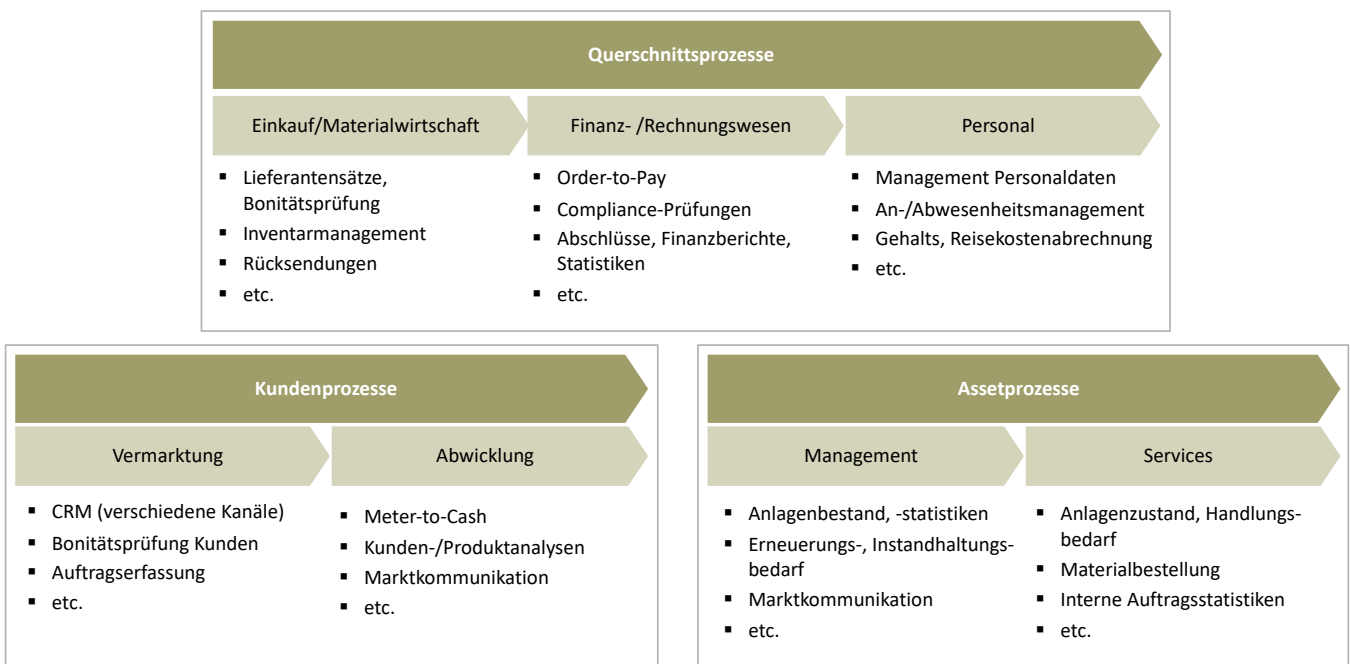 Querschnittsprozesse
Einkauf/Materialwirtschaft
▪ Lieferantensätze,
Bonitätsprüfung
▪ Inventarmanagement
▪ Rücksendungen
▪ etc.
Finanz- /Rechnungswesen
▪ Order-to-Pay
▪ Compliance-Prüfungen
▪ Abschlüsse, Finanzberichte,
Statistiken
▪ etc.
Personal
▪ Management Personaldaten
▪ An-/Abwesenheitsmanagement
▪ Gehalts, Reisekostenabrechnung
▪ etc.
Kundenprozesse
Vermarktung
▪ CRM (verschiedene Kanäle)
▪ Bonitätsprüfung Kunden
▪ Auftragserfassung
▪ etc.
Abwicklung
▪ Meter-to-Cash
▪ Kunden-/Produktanalysen
▪ Marktkommunikation
▪ etc.
Assetprozesse
Management
▪ Anlagenbestand, -statistiken
▪ Erneuerungs-, Instandhaltungs-
bedarf
▪ Marktkommunikation
▪ etc.
Services
▪ Anlagenzustand, Handlungs-
bedarf
▪ Materialbestellung
▪ Interne Auftragsstatistiken
▪ etc.